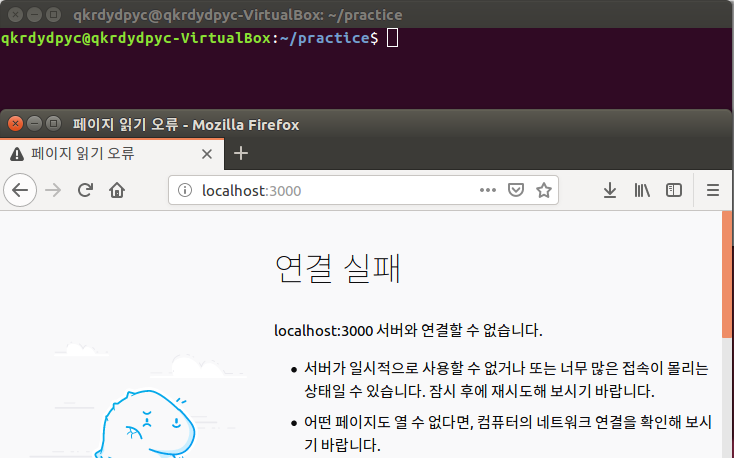 qkrdydpyc@qkrdydpyc-VirtualBox: ~/practice
qkrdydpyc@qkrdydpyc-VirtualBox:~/practice$
페이지 읽기 오류 - Mozilla Firefox
페이지 읽기 오류
localhost:3000
연결 실패
localhost:3000 서버와 연결할 수 없습니다.
서버가 일시적으로 사용할 수 없거나 또는 너무 많은 접속이 몰리는
상태일 수 있습니다. 잠시 후에 재시도해 보시기 바랍니다.
어떤 페이지도 열 수 없다면, 컴퓨터의 네트워크 연결을 확인해 보시
기 바랍니다.